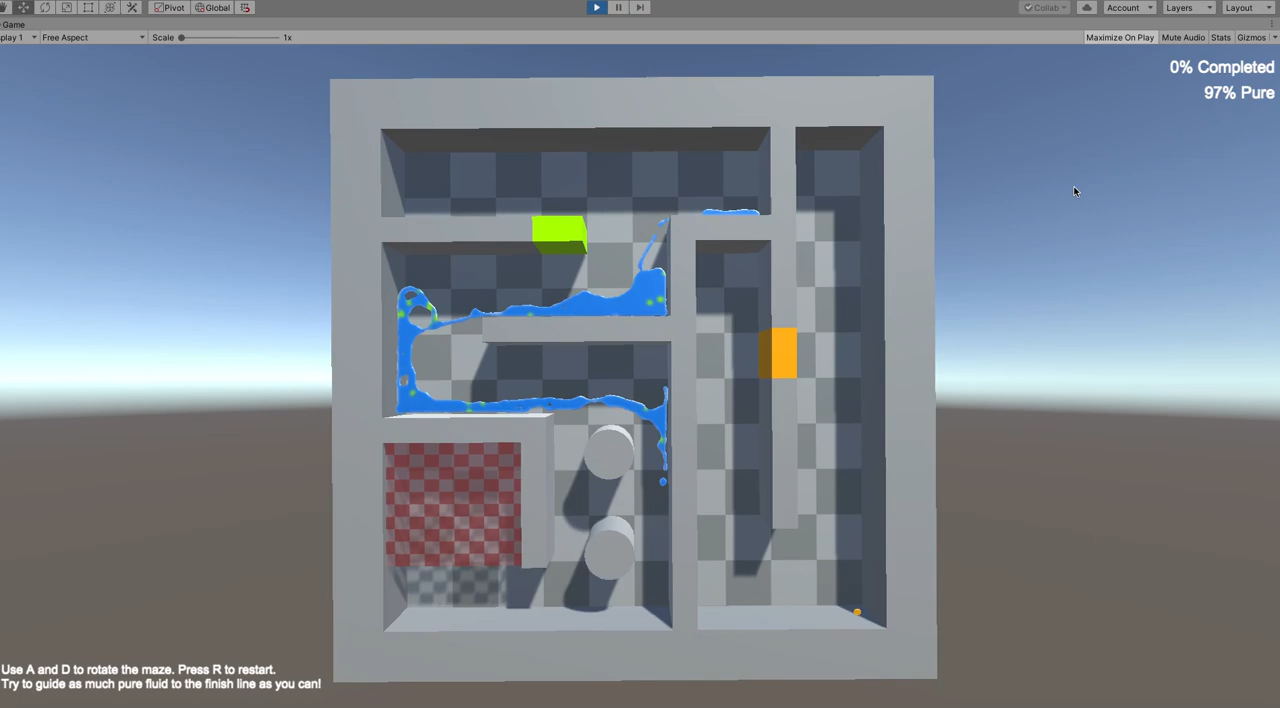 Pivot Global Collab Account Layers Layout
Game
play 1 Free Aspect Scale 1x Maximize On Play Mute Audio Stats Gizmos
0% Completed
97% Pure
Use A and D to rotate the maze. Press R to restart.
Try to guide as much pure fluid to the finish line as you can!